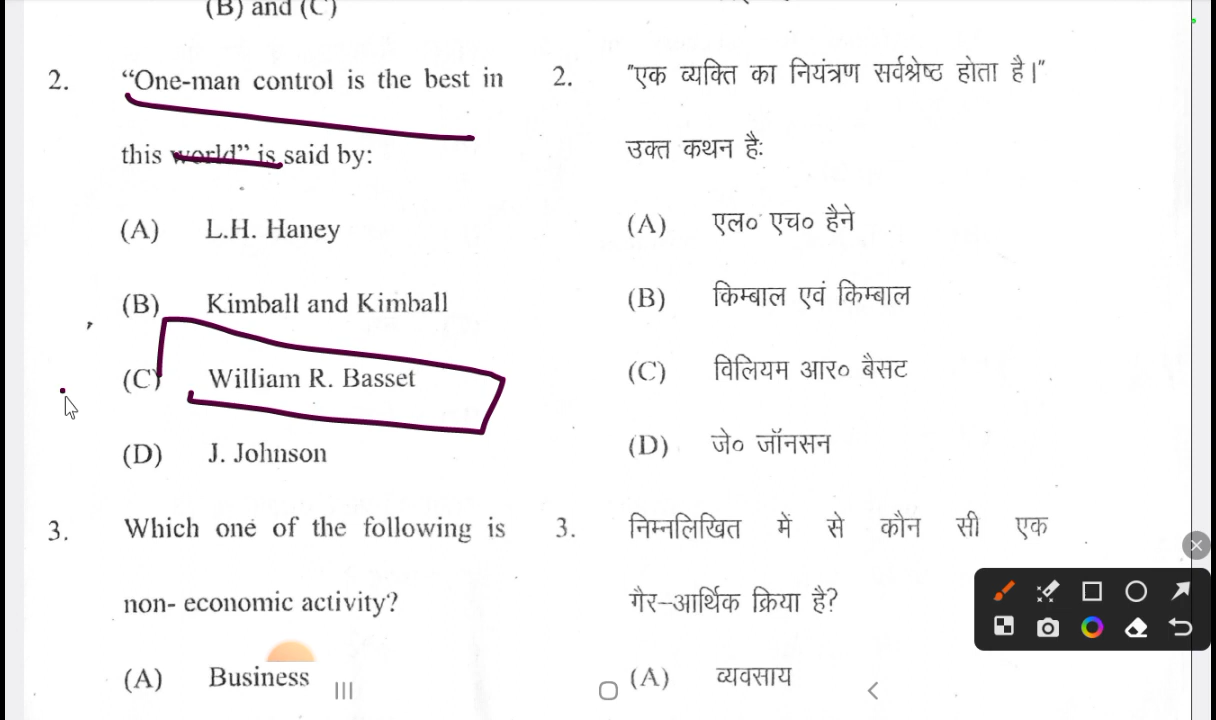 (B) and (C)
2. "One-man control is the best in
this world" is said by:
(A) L.H. Haney
(B) Kimball and Kimball
(C) William R. Basset
(D) J. Johnson
3. Which one of the following is
non- economic activity?
(A) Business
2. "एक व्यक्ति का नियंत्रण सर्वश्रेष्ठ होता है।"
उक्त कथन है:
(A) एल० एच० हैने
(B) किम्बाल एवं किम्बाल
(C) विलियम आर० बैसट
(D) जे० जॉनसन
3. निम्नलिखित में से कौन सी एक
गैर-आर्थिक क्रिया है?
(A) व्यवसाय